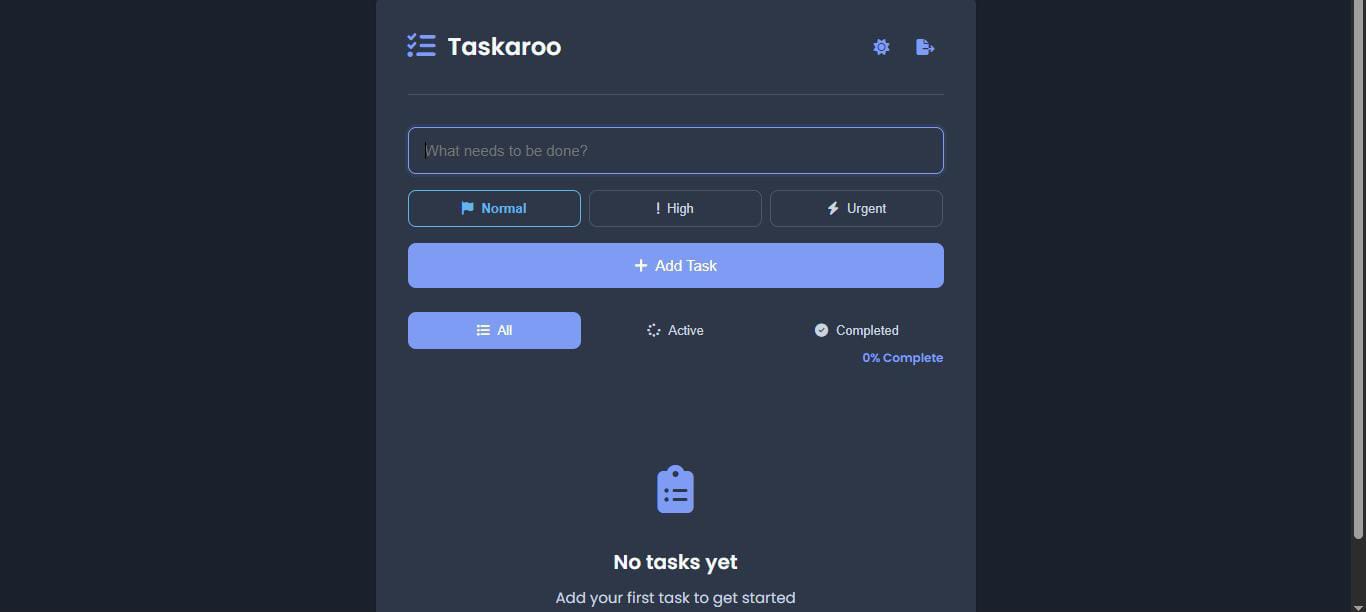 Taskaroo
What needs to be done?
Normal
! High
Urgent
+ Add Task
All
Active
Completed
0% Complete
No tasks yet
Add your first task to get started